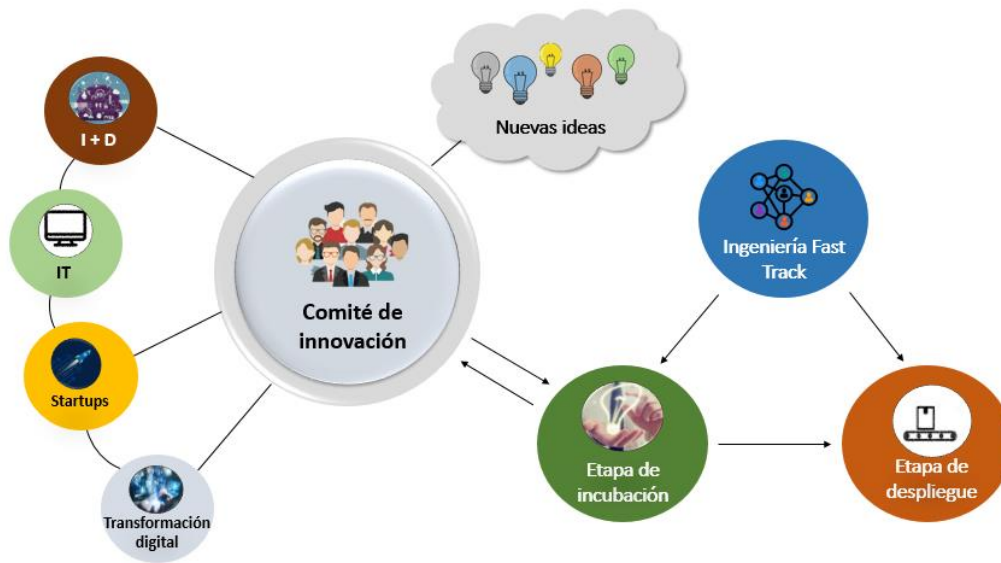 Nuevas ideas
I + D
IT
Startups
Transformación
digital
Comité de
innovación
Ingeniería Fast
Track
Etapa de
incubación
Etapa de
despliegue